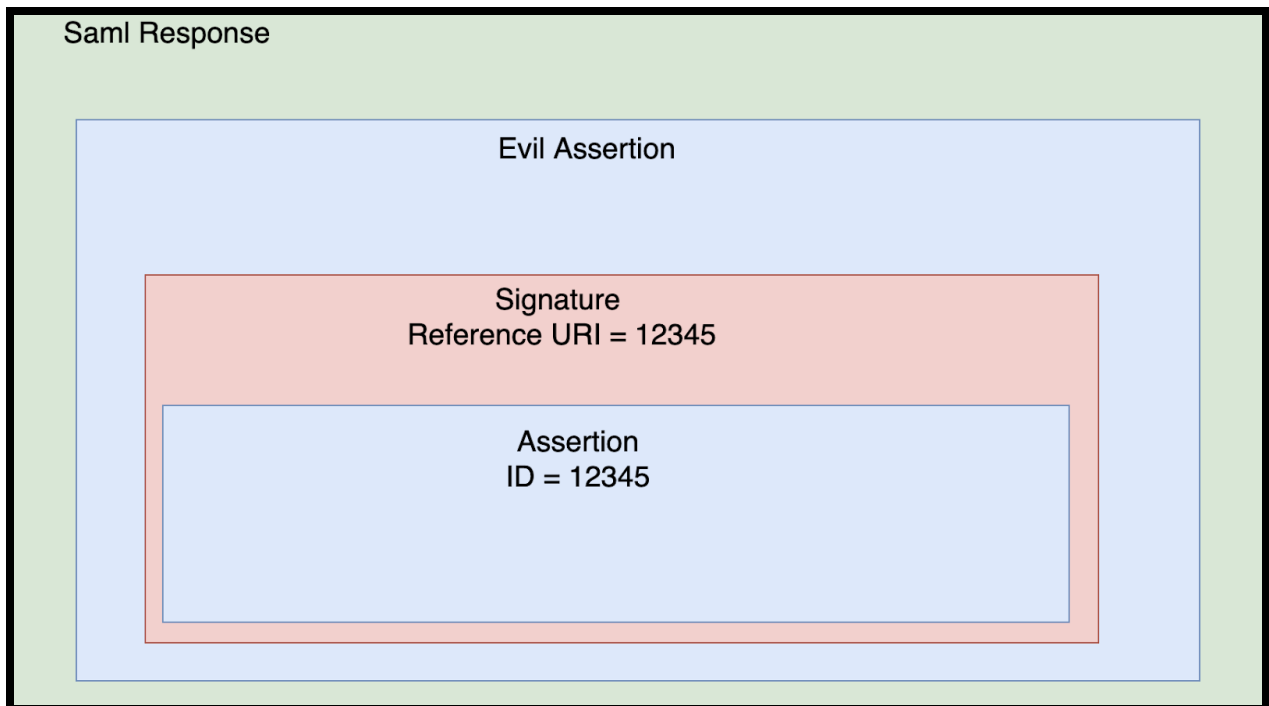 Saml Response
Evil Assertion
Signature
Reference URI = 12345
Assertion
ID = 12345